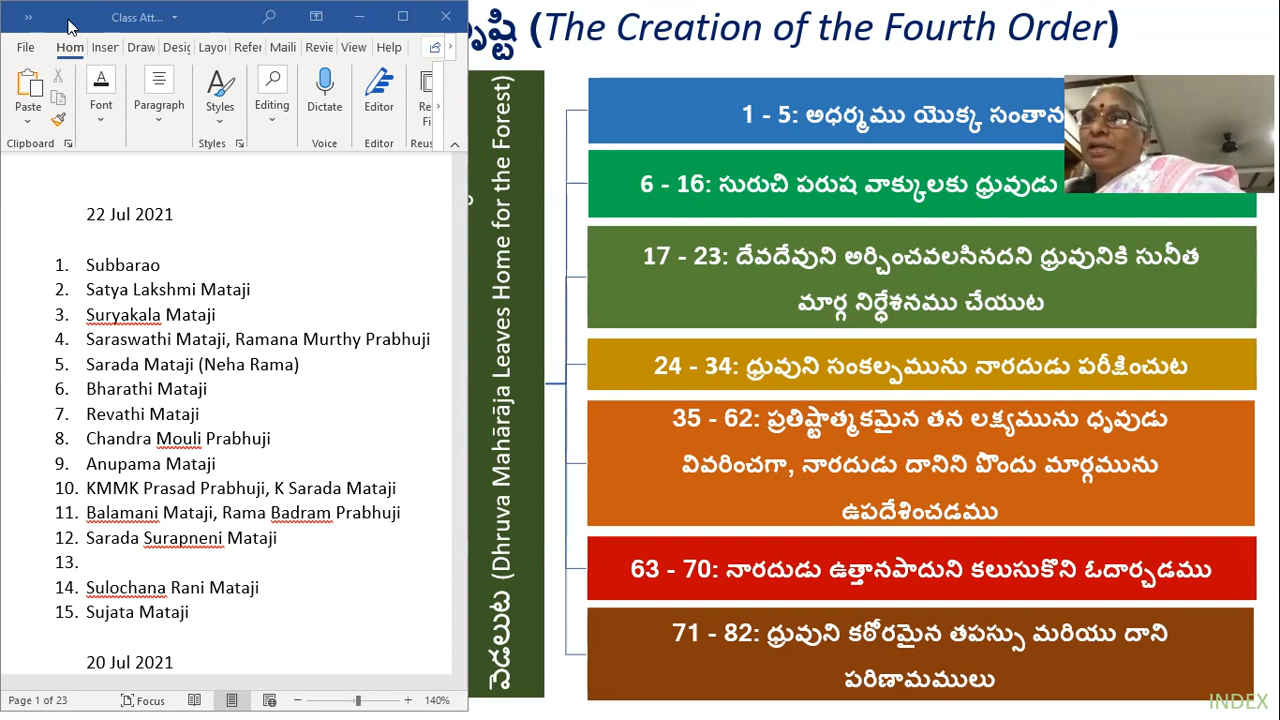 Class Att...
ృష్టి (The Creation of the Fourth Order)
File Hom Inser Draw Desig Layou Refer Maili Revie View Help
Paste Font Paragraph Styles Editing Dictate Editor
Clipboard Styles Voice Editor
22 Jul 2021
1. Subbarao
2. Satya Lakshmi Mataji
3. Suryakala Mataji
4. Saraswathi Mataji, Ramana Murthy Prabhuji
5. Sarada Mataji (Neha Rama)
6. Bharathi Mataji
7. Revathi Mataji
8. Chandra Mouli Prabhuji
9. Anupama Mataji
10. KMMK Prasad Prabhuji, K Sarada Mataji
11. Balamani Mataji, Rama Badram Prabhuji
12. Sarada Surapneni Mataji
13.
14. Sulochana Rani Mataji
15. Sujata Mataji
20 Jul 2021
Page 1 of 23 Focus 140%
వెడలుట (Dhruva Mahārāja Leaves Home for the Forest)
1 - 5: అధర్మము యొక్క సంతాన
6 - 16: సురుచి పరుష వాక్కులకు ధ్రువుడు
17 - 23: దేవదేవుని అర్చించవలసినదని ధ్రువునికి సునీత
మార్గ నిర్ధేశనము చేయుట
24 - 34: ధ్రువుని సంకల్పమును నారదుడు పరీక్షించుట
35 - 62: ప్రతిష్టాత్మకమైన తన లక్ష్యమును ధృవుడు
వివరించగా, నారదుడు దానిని పొందు మార్గమును
ఉపదేశించడము
63 - 70: నారదుడు ఉత్తానపాదుని కలుసుకొని ఓదార్చడము
71 - 82: ధ్రువుని కఠోరమైన తపస్సు మరియు దాని
పరిణామములు
INDEX